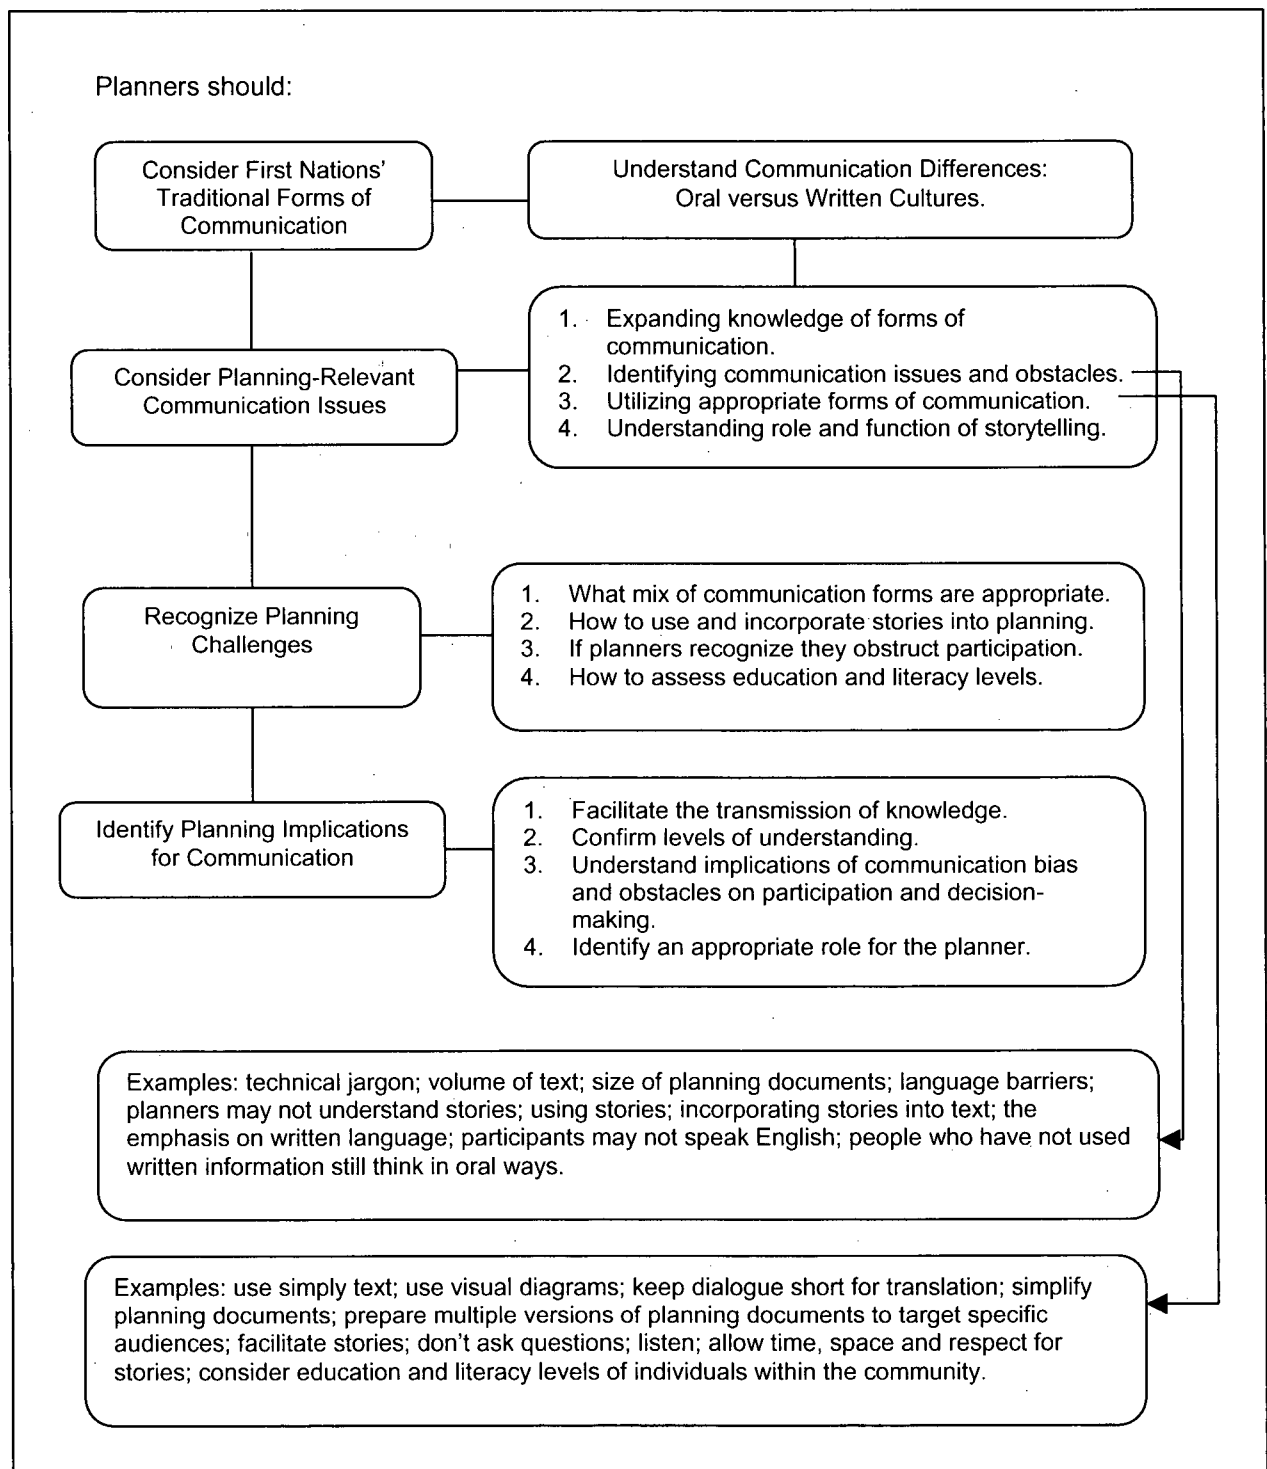 Planners should:
Consider First Nations'
Traditional Forms of
Communication
Understand Communication Differences:
Oral versus Written Cultures.
Consider Planning-Relevant
Communication Issues
1. Expanding knowledge of forms of
communication.
2. Identifying communication issues and obstacles.
3. Utilizing appropriate forms of communication.
4. Understanding role and function of storytelling.
Recognize Planning
Challenges
1. What mix of communication forms are appropriate.
2. How to use and incorporate stories into planning.
3. If planners recognize they obstruct participation.
4. How to assess education and literacy levels.
Identify Planning Implications
for Communication
1. Facilitate the transmission of knowledge.
2. Confirm levels of understanding.
3. Understand implications of communication bias
and obstacles on participation and decision-
making.
4. Identify an appropriate role for the planner.
Examples: technical jargon; volume of text; size of planning documents; language barriers;
planners may not understand stories; using stories; incorporating stories into text; the
emphasis on written language; participants may not speak English; people who have not used
written information still think in oral ways.
Examples: use simply text; use visual diagrams; keep dialogue short for translation; simplify
planning documents; prepare multiple versions of planning documents to target specific
audiences; facilitate stories; don't ask questions; listen; allow time, space and respect for
stories; consider education and literacy levels of individuals within the community.